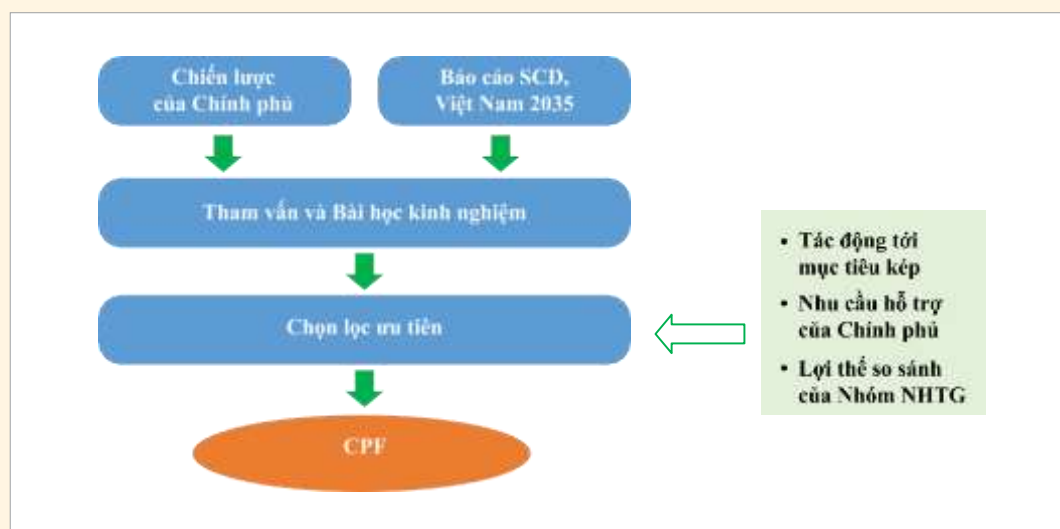 Chiến lược
của Chính phủ
Báo cáo SCD,
Việt Nam 2035
Tham vấn và Bài học kinh nghiệm
Chọn lọc ưu tiên
• Tác động tới
mục tiêu kép
• Nhu cầu hỗ trợ
của Chính phủ
• Lợi thế so sánh
của Nhóm NHTG
CPF